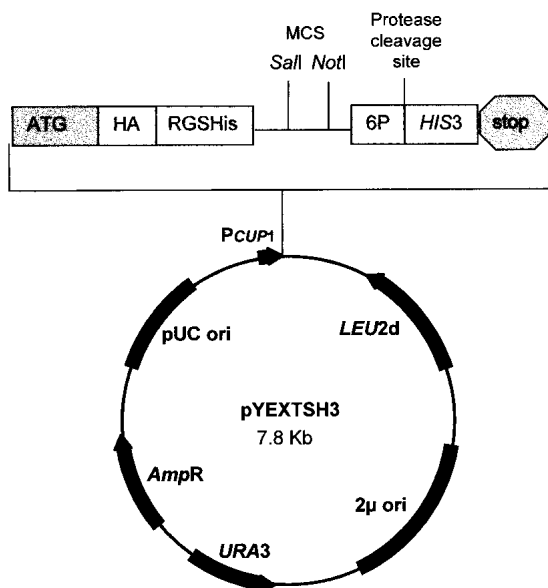 Protease
cleavage
site
MCS
SalI NotI
ATG HA RGSHis 6P HIS3 stop
PCUP1
pUC ori
LEU2d
pYEXTSH3
7.8 Kb
AmpR
2µ ori
URA3